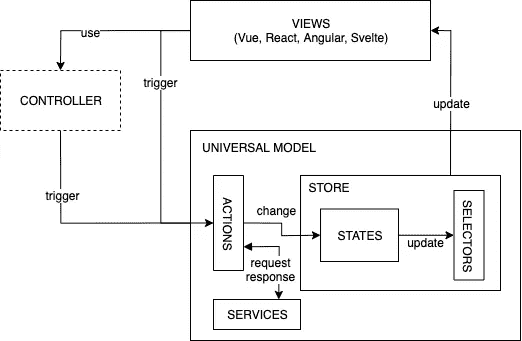 VIEWS
(Vue, React, Angular, Svelte)
use
CONTROLLER
trigger
update
trigger
UNIVERSAL MODEL
ACTIONS
change
STORE
STATES
update
SELECTORS
request
response
SERVICES